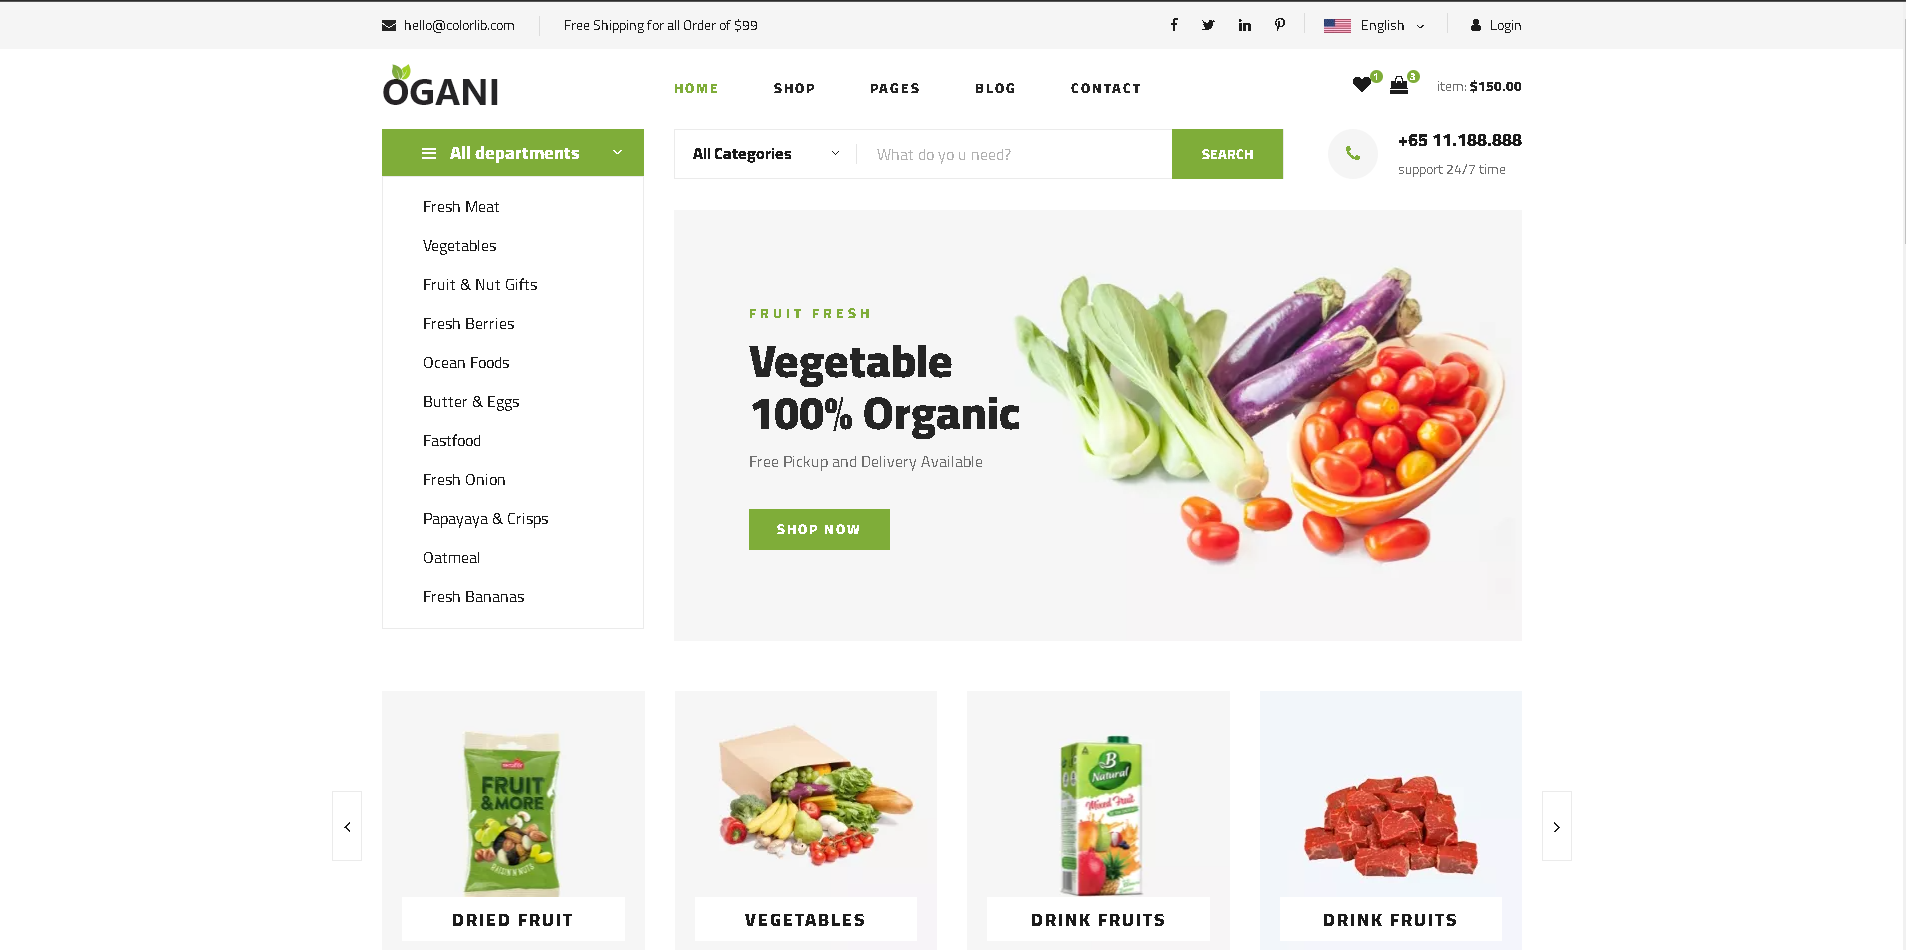 hello@colorlib.com
Free Shipping for all Order of $99
English
Login
OGANI
HOME
SHOP
PAGES
BLOG
CONTACT
1
3
item: $150.00
All departments
All Categories
What do yo u need?
SEARCH
+65 11.188.888
support 24/7 time
Fresh Meat
Vegetables
Fruit & Nut Gifts
Fresh Berries
Ocean Foods
Butter & Eggs
Fastfood
Fresh Onion
Papayaya & Crisps
Oatmeal
Fresh Bananas
FRUIT FRESH
Vegetable
100% Organic
Free Pickup and Delivery Available
SHOP NOW
FRUIT
&MORE
RAISIN N NUTS
B
Natural
Mixed Fruit
DRIED FRUIT
VEGETABLES
DRINK FRUITS
DRINK FRUITS